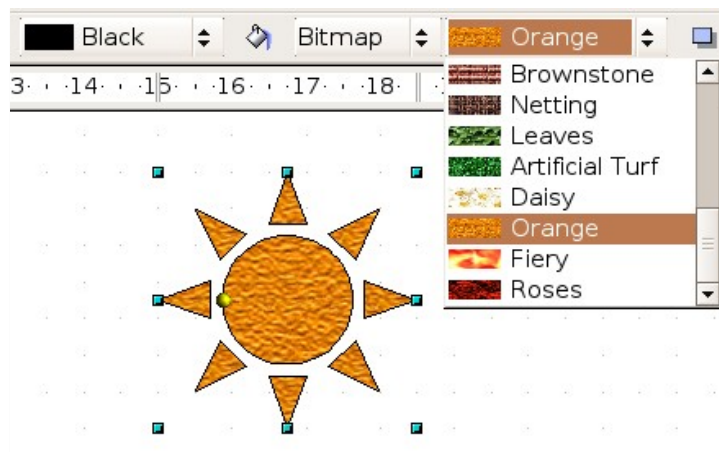 Black Bitmap Orange
3 14 15 16 17 18
Brownstone
Netting
Leaves
Artificial Turf
Daisy
Orange
Fiery
Roses